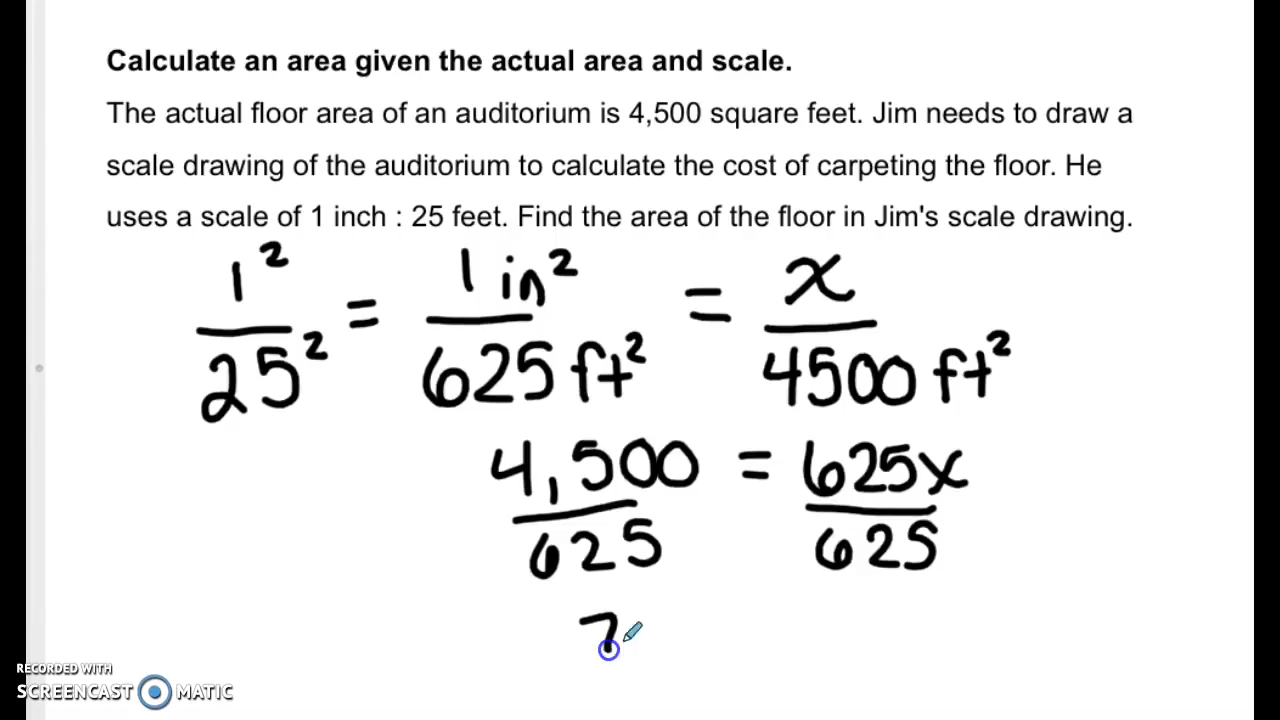 Calculate an area given the actual area and scale.
The actual floor area of an auditorium is 4,500 square feet. Jim needs to draw a
scale drawing of the auditorium to calculate the cost of carpeting the floor. He
uses a scale of 1 inch : 25 feet. Find the area of the floor in Jim's scale drawing.
1² / 25² = 1 in² / 625 ft² = x / 4500 ft²
4,500 / 625 = 625x / 625
7
RECORDED WITH
SCREENCAST MATIC